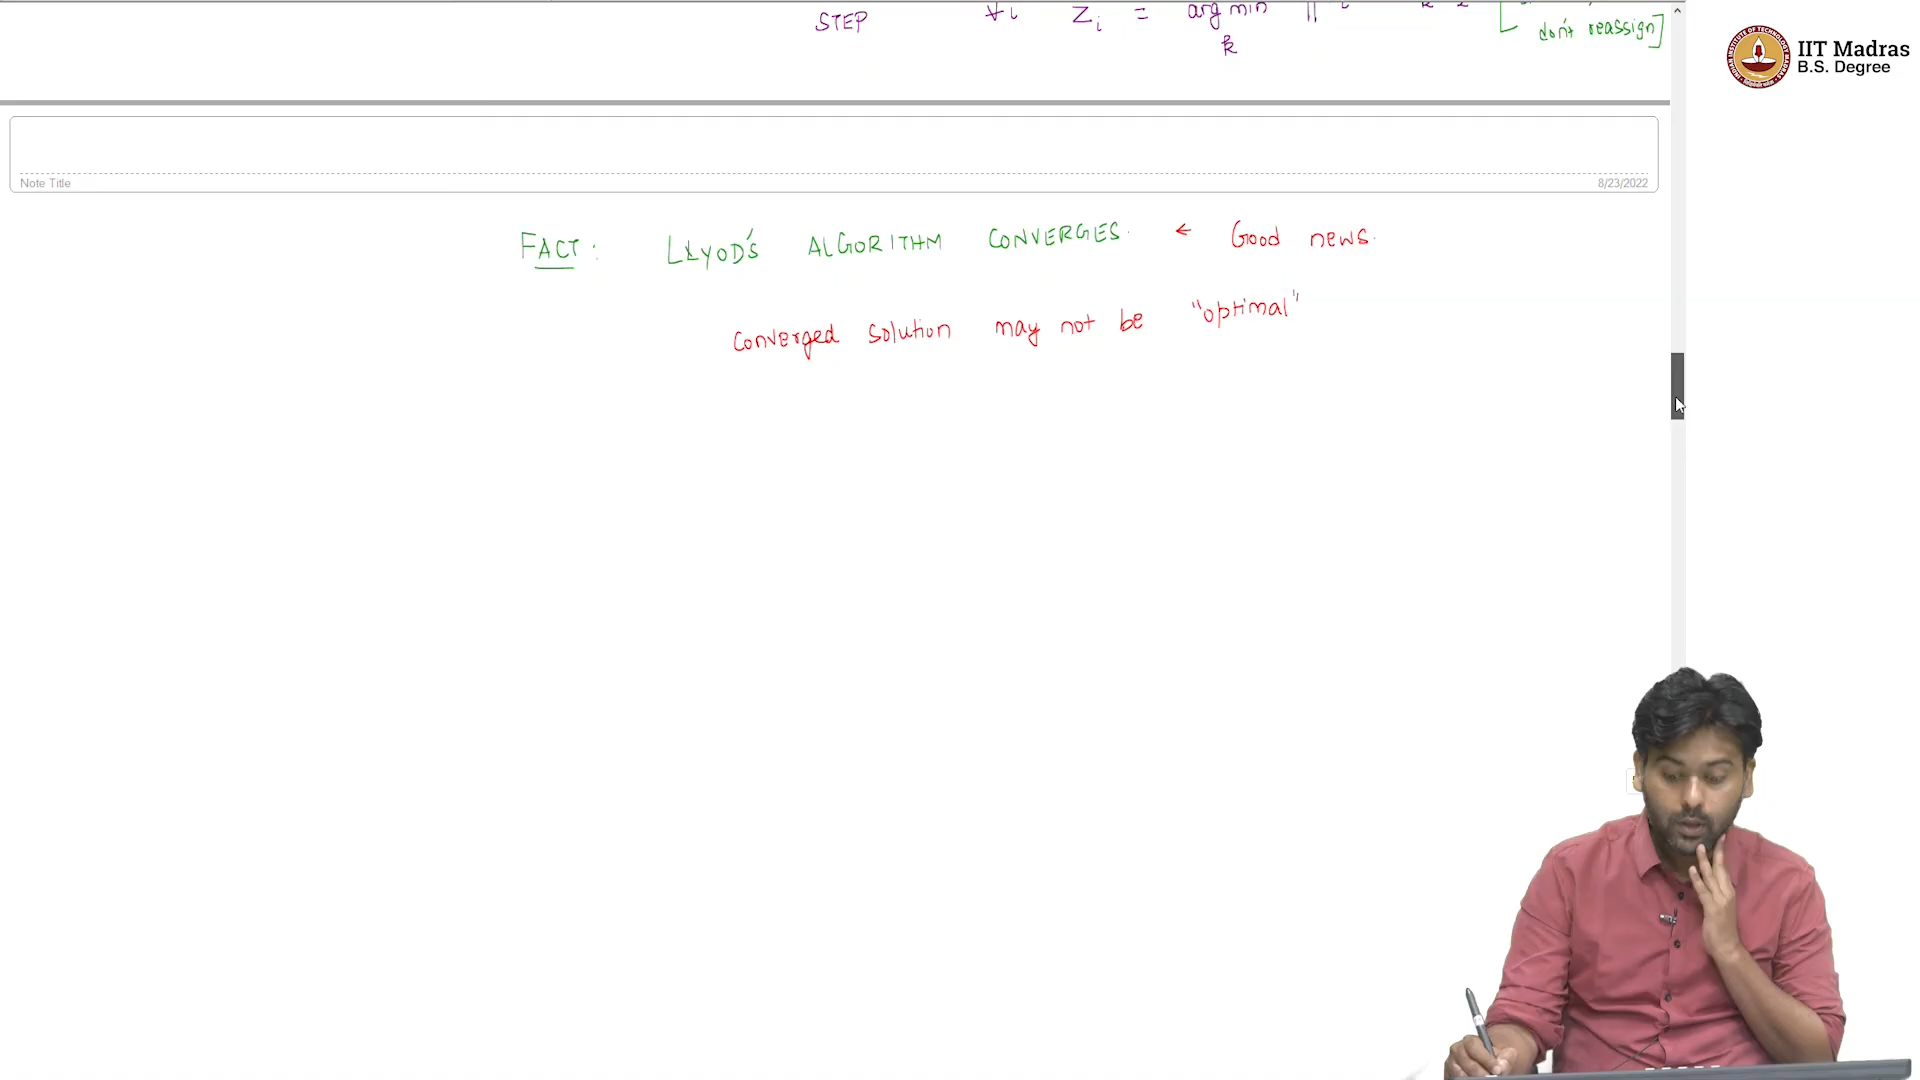 STEP ∀i Z_i = arg min ||
k
don't reassign]
IIT Madras
B.S. Degree
Note Title
8/23/2022
FACT: LLYOD'S ALGORITHM CONVERGES. ← Good news.
Converged solution may not be "optimal"